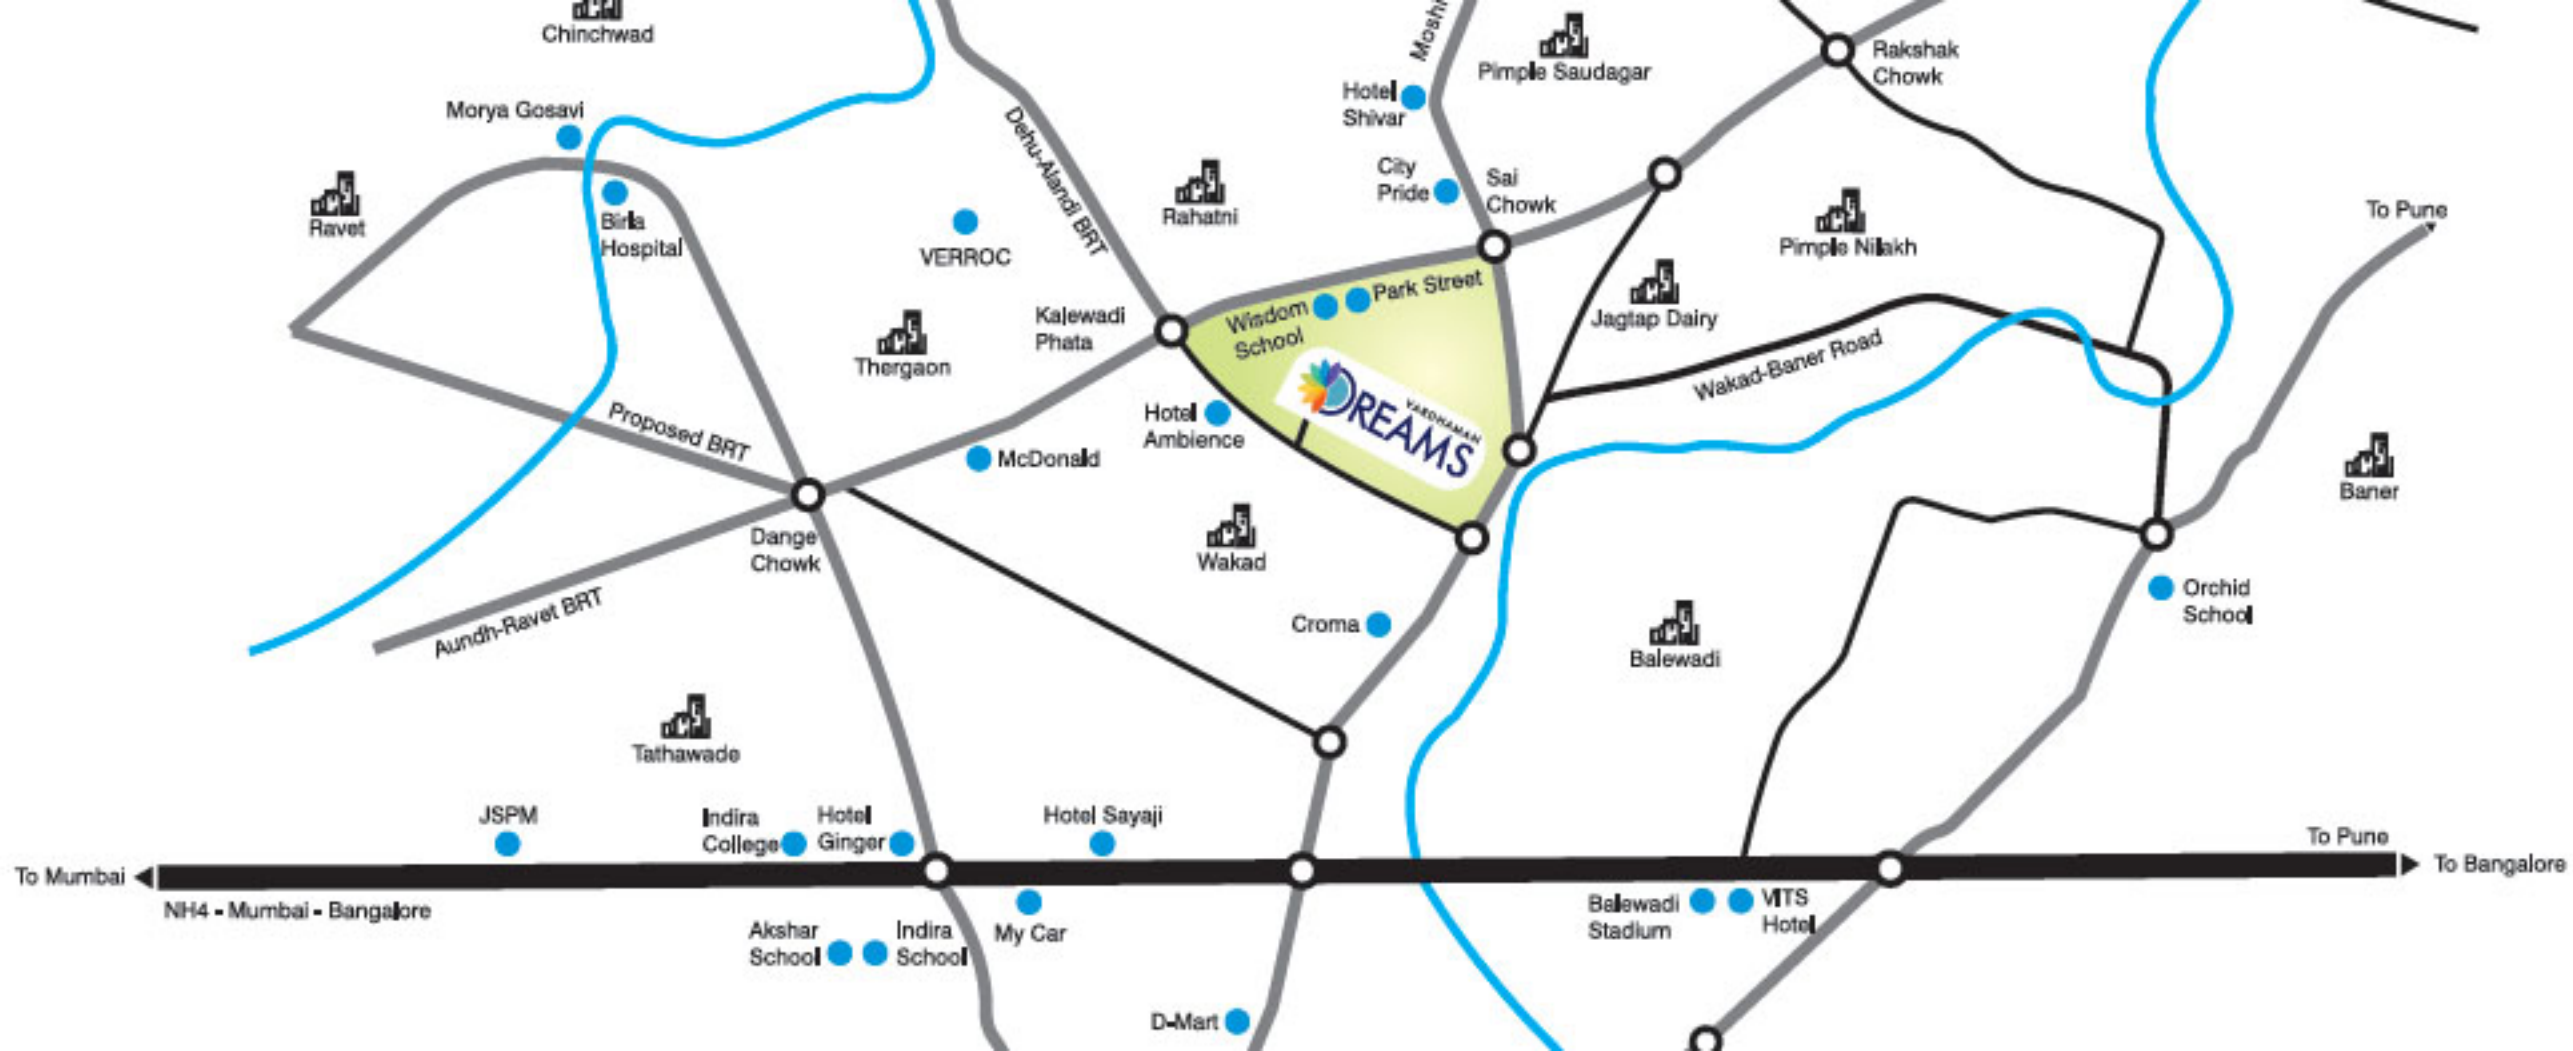 Chinchwad
Moshi
Pimple Saudagar
Rakshak
Chowk
Morya Gosavi
Hotel
Shivar
Dehu-Alandi BRT
City
Pride
Sai
Chowk
Ravet
Birla
Hospital
VERROC
Rahatni
Pimple Nilakh
To Pune
Kalewadi
Phata
Wisdom
School
Park Street
Jagtap Dairy
Thergaon
Wakad-Baner Road
VARDHAMAN
DREAMS
Hotel
Ambience
Proposed BRT
McDonald
Baner
Dange
Chowk
Wakad
Aundh-Ravet BRT
Croma
Orchid
School
Balewadi
Tathawade
JSPM
Indira
College
Hotel
Ginger
Hotel Sayaji
To Pune
To Mumbai
To Bangalore
NH4 - Mumbai - Bangalore
Akshar
School
Indira
School
My Car
Balewadi
Stadium
VITS
Hotel
D-Mart